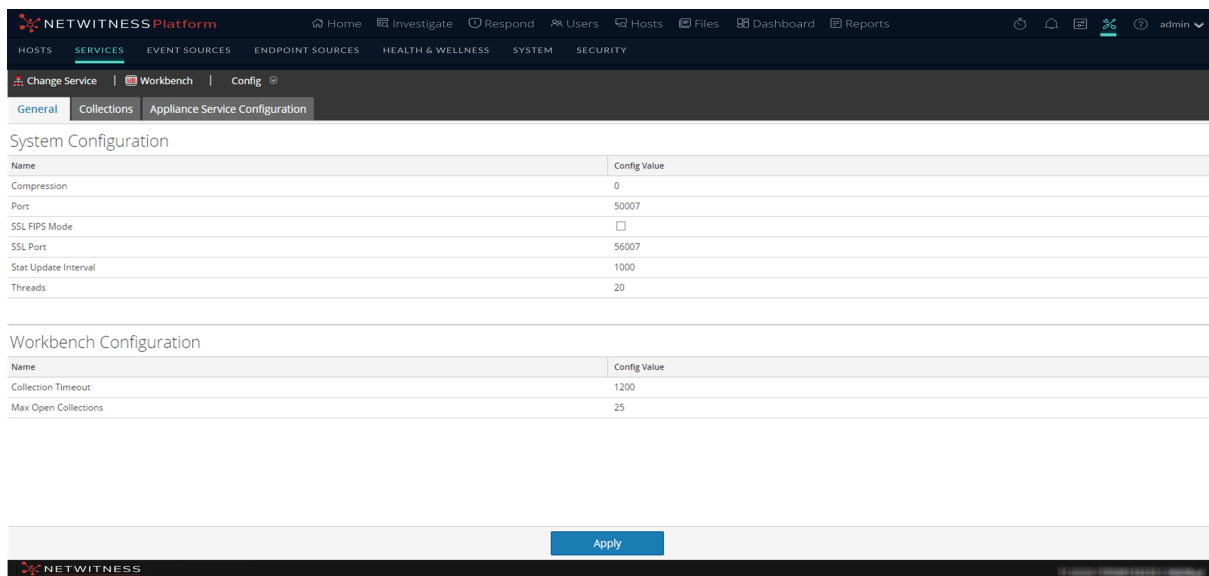 NETWITNESS Platform Home Investigate Respond Users Hosts Files Dashboard Reports admin
HOSTS SERVICES EVENT SOURCES ENDPOINT SOURCES HEALTH & WELLNESS SYSTEM SECURITY
Change Service | Workbench | Config
General Collections Appliance Service Configuration
System Configuration
Name Config Value
Compression 0
Port 50007
SSL FIPS Mode
SSL Port 56007
Stat Update Interval 1000
Threads 20
Workbench Configuration
Name Config Value
Collection Timeout 1200
Max Open Collections 25
Apply
NETWITNESS